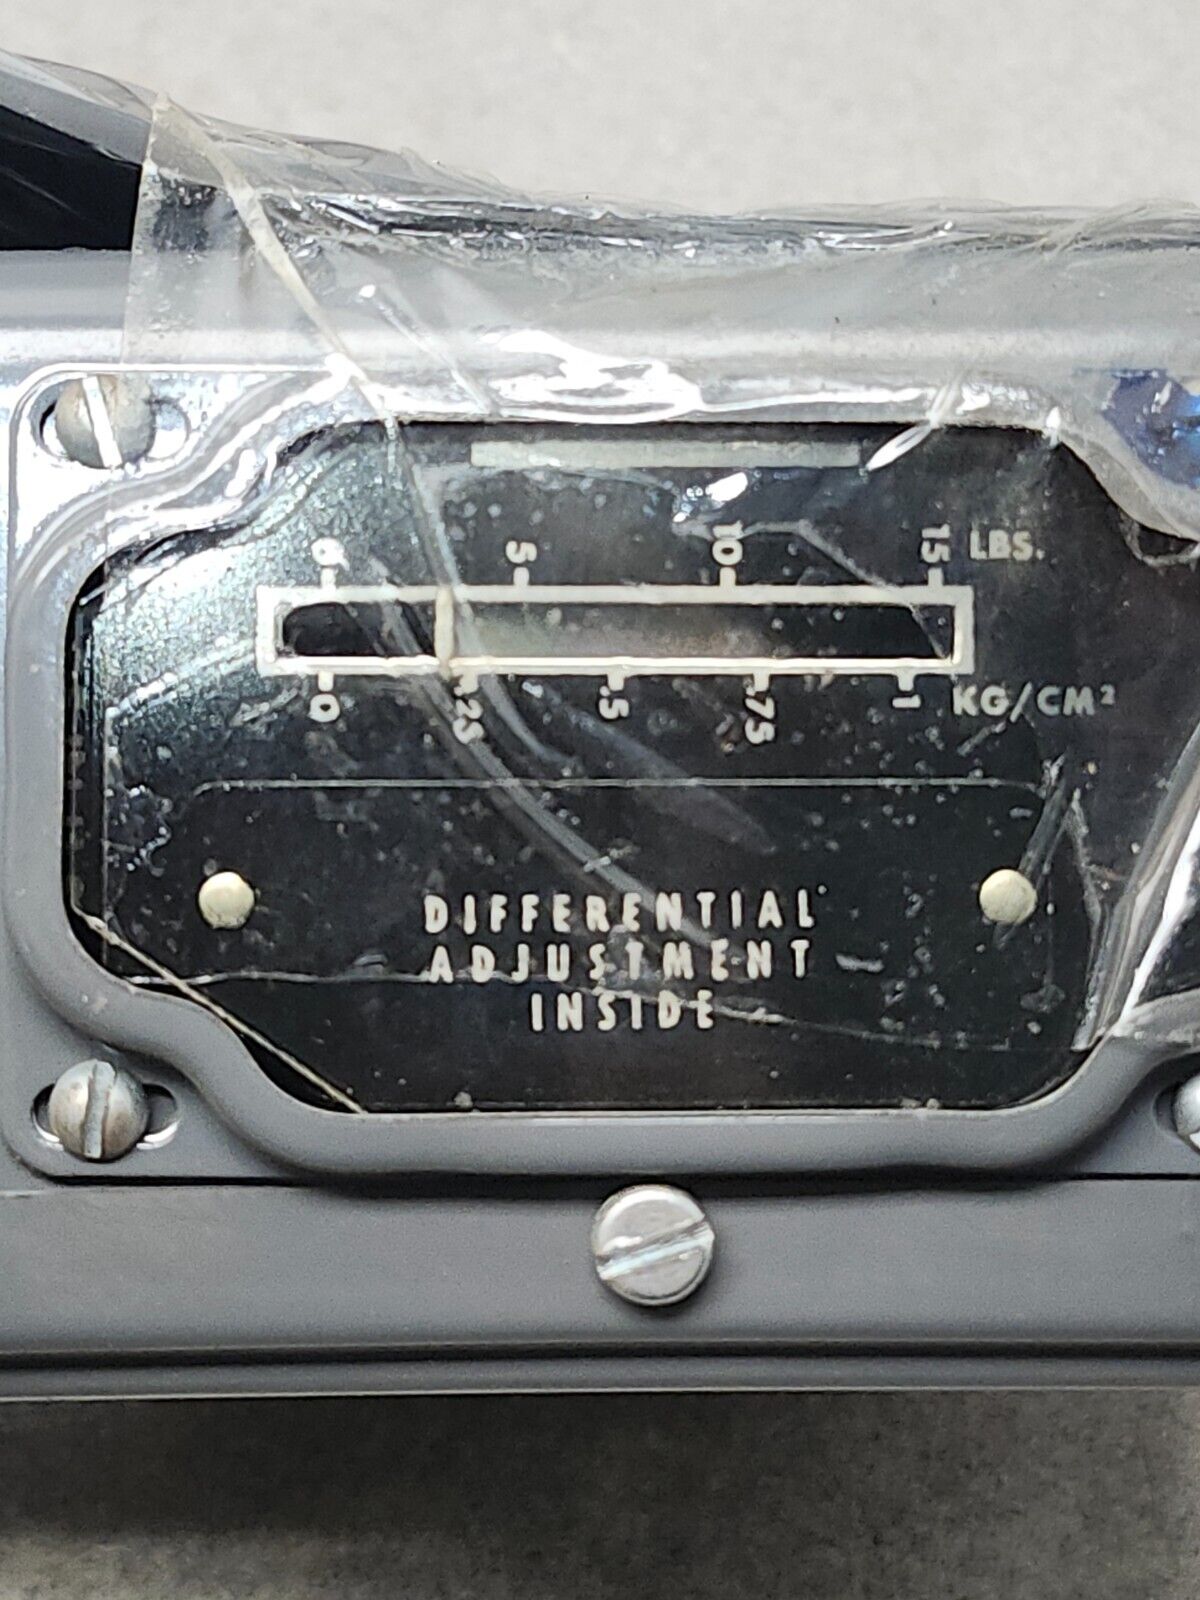 0 5 10 15 LBS.
0 .25 .5 .75 1 KG/CM²
DIFFERENTIAL
ADJUSTMENT
INSIDE